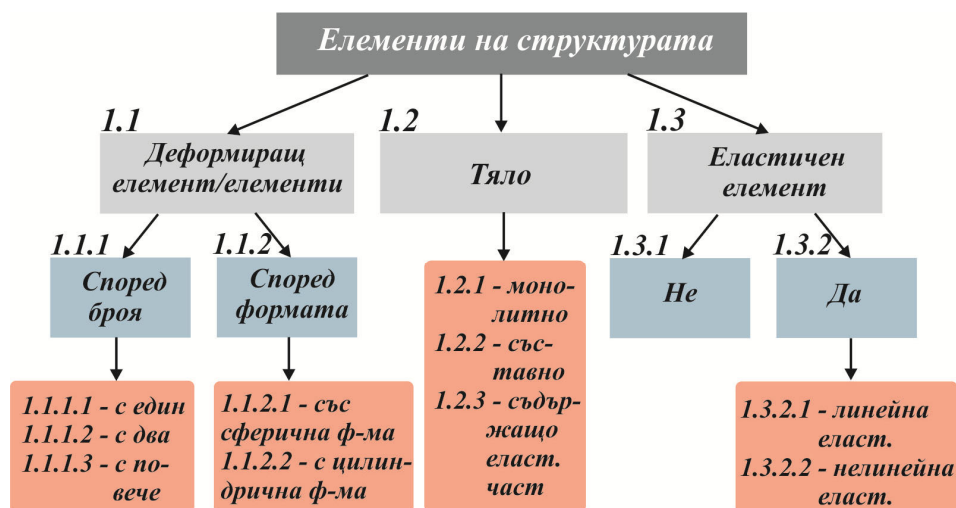 Елементи на структурата
1.1
Деформиращ
елемент/елементи
1.1.1
Според
броя
1.1.1.1 - с един
1.1.1.2 - с два
1.1.1.3 - с по-
вече
1.1.2
Според
формата
1.1.2.1 - със
сферична ф-ма
1.1.2.2 - с цилин-
дрична ф-ма
1.2
Тяло
1.2.1 - моно-
литно
1.2.2 - със-
тавно
1.2.3 - съдър-
жащо
еласт.
част
1.3
Еластичен
елемент
1.3.1
Не
1.3.2
Да
1.3.2.1 - линейна
еласт.
1.3.2.2 - нелинейна
еласт.